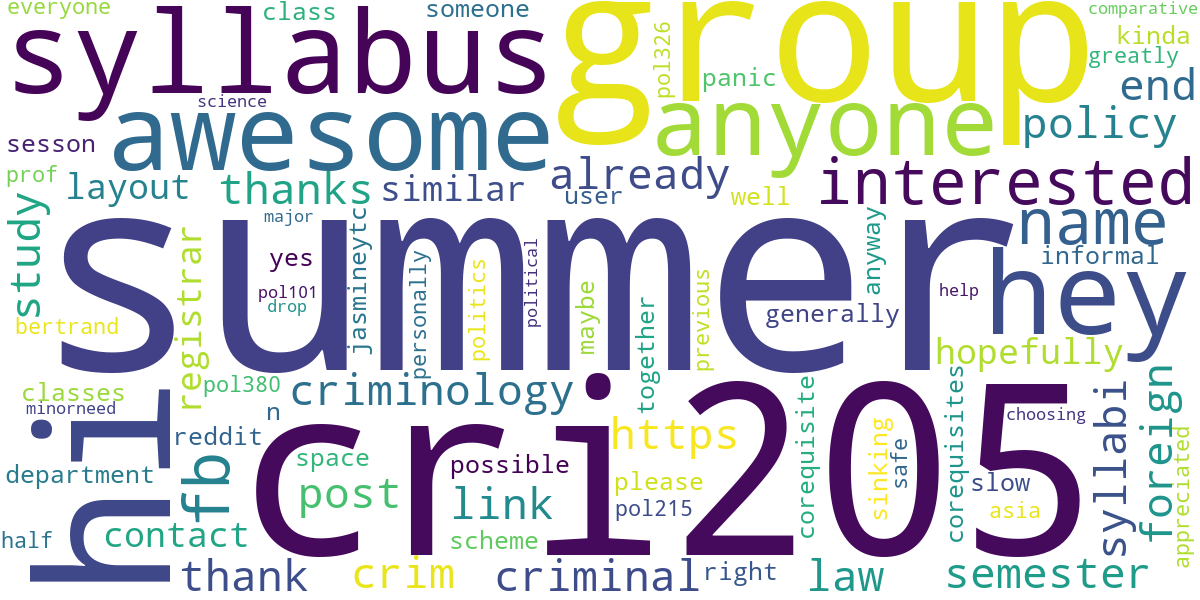 everyone
class
someone
comparative
syllabus
group
pol326
kinda
greatly
panic
end
science
awesome
anyone
policy
sesson
prof
layout
thanks
similar
already
user
well
interested
study
major
summer
name
hey
informal
registrar
yes
jasmineytc
personally
politics
political
maybe
together
previous
anyway
pol101
drop
help
generally
bertrand
hopefully
classes
pol380
criminology
minorneed
n
reddit
hi
fb
cri205
https
corequisite
corequisites
choosing
syllabi
foreign
department
space
possible
post
link
please
pol215
sinking
safe
slow
asia
appreciated
half
contact
scheme
thank
crim
criminal
right
law
semester